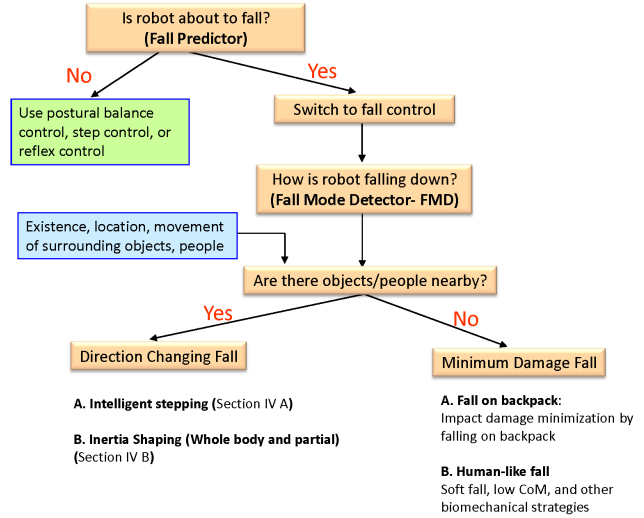 Is robot about to fall?
(Fall Predictor)
No
Yes
Use postural balance
control, step control, or
reflex control
Switch to fall control
How is robot falling down?
(Fall Mode Detector- FMD)
Existence, location, movement
of surrounding objects, people
Are there objects/people nearby?
Yes
No
Direction Changing Fall
Minimum Damage Fall
A. Intelligent stepping (Section IV A)
B. Inertia Shaping (Whole body and partial)
(Section IV B)
A. Fall on backpack:
Impact damage minimization by
falling on backpack
B. Human-like fall
Soft fall, low CoM, and other
biomechanical strategies